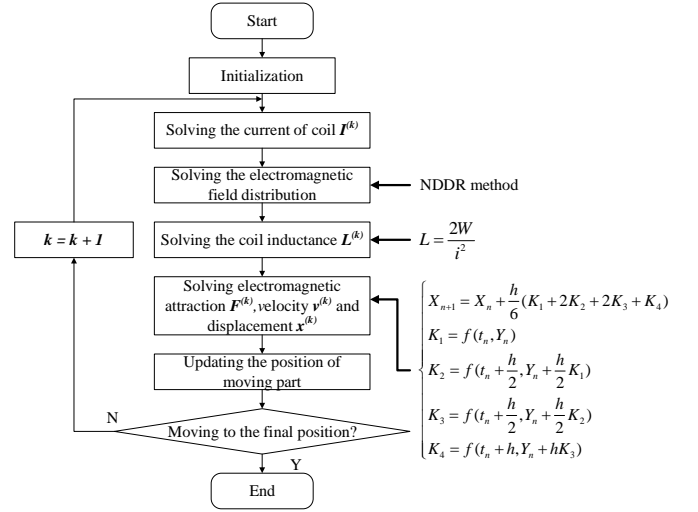 Start
Initialization
Solving the current of coil I^(k)
Solving the electromagnetic
field distribution
NDDR method
k = k + 1
Solving the coil inductance L^(k)
L = 2W / i^2
Solving electromagnetic
attraction F^(k),velocity v^(k) and
displacement x^(k)
X_{n+1} = X_n + h/6 (K_1 + 2K_2 + 2K_3 + K_4)
K_1 = f(t_n, Y_n)
K_2 = f(t_n + h/2, Y_n + h/2 K_1)
K_3 = f(t_n + h/2, Y_n + h/2 K_2)
K_4 = f(t_n + h, Y_n + hK_3)
Updating the position of
moving part
N
Moving to the final position?
Y
End